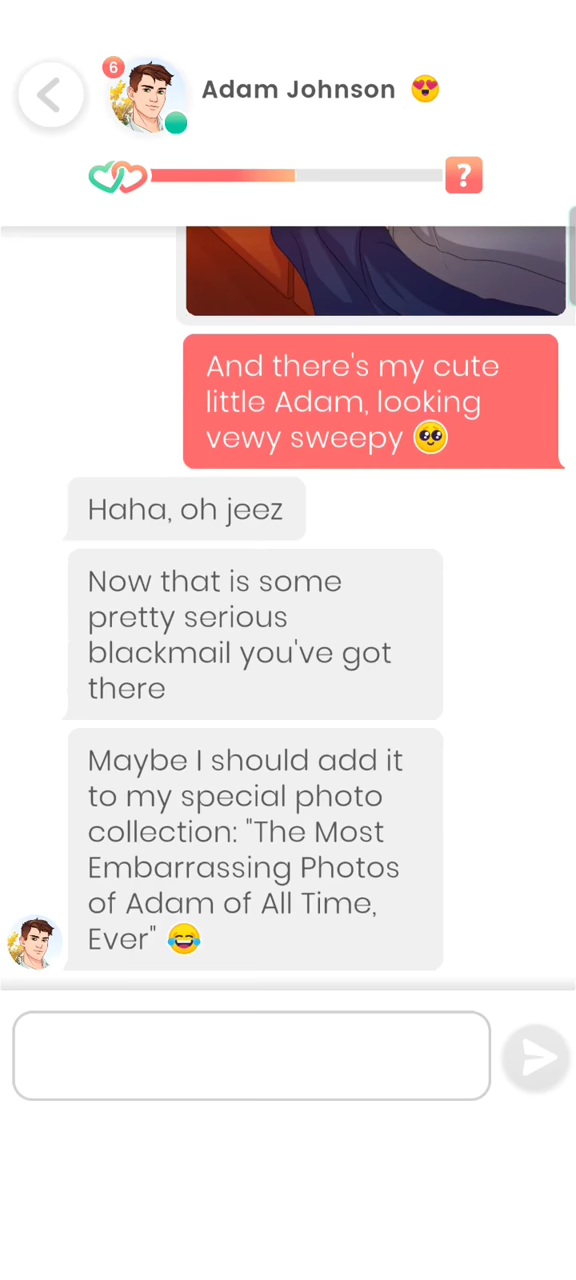 6
Adam Johnson 😍
?
And there's my cute
little Adam, looking
vewy sweepy 🥺
Haha, oh jeez
Now that is some
pretty serious
blackmail you've got
there
Maybe I should add it
to my special photo
collection: "The Most
Embarrassing Photos
of Adam of All Time,
Ever" 😂